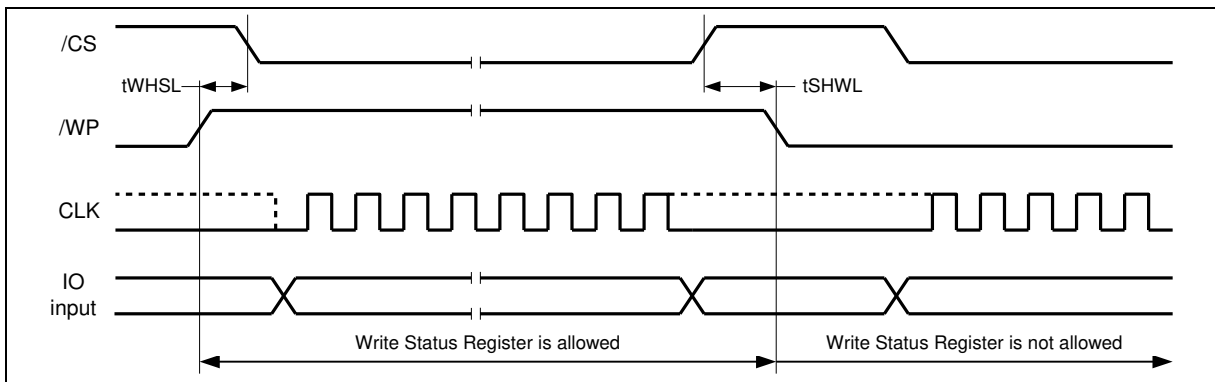 /CS
tWHSL
tSHWL
/WP
CLK
IO
input
Write Status Register is allowed
Write Status Register is not allowed